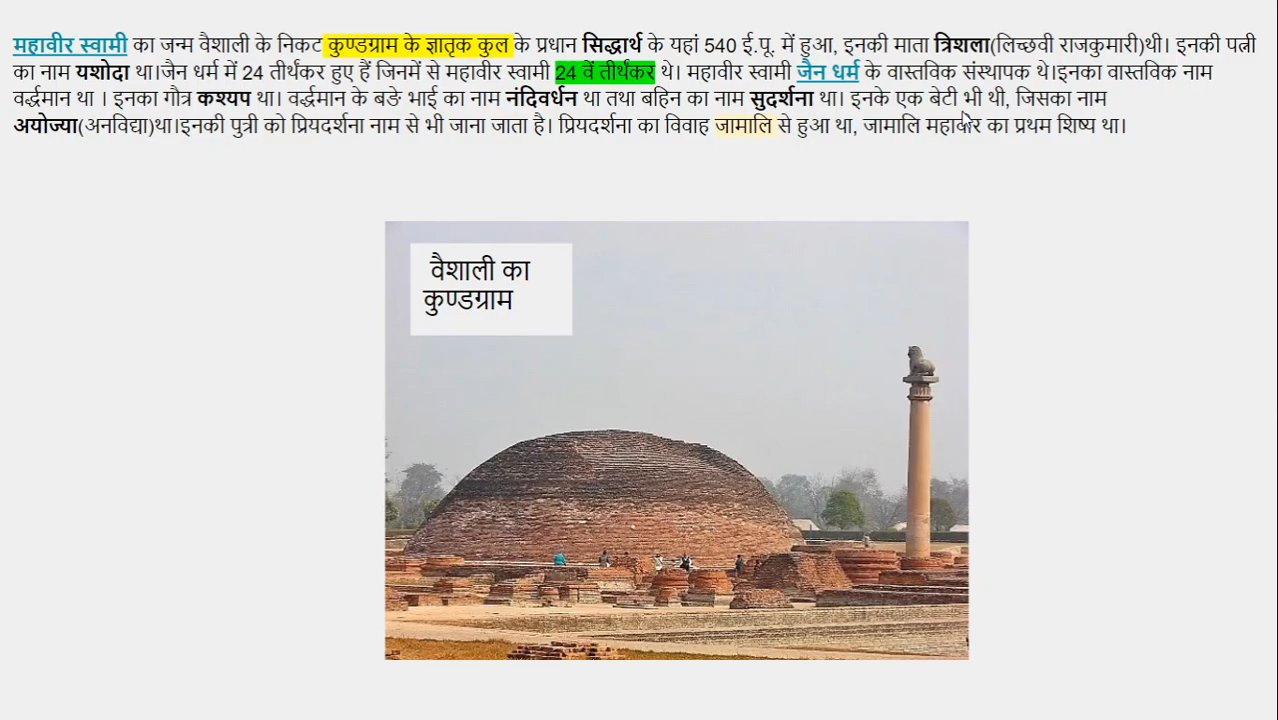 महावीर स्वामी का जन्म वैशाली के निकट कुण्डग्राम के ज्ञातृक कुल के प्रधान सिद्धार्थ के यहां 540 ई.पू. में हुआ, इनकी माता त्रिशला(लिच्छवी राजकुमारी)थी। इनकी पत्नी
का नाम यशोदा था।जैन धर्म में 24 तीर्थंकर हुए हैं जिनमें से महावीर स्वामी 24 वें तीर्थंकर थे। महावीर स्वामी जैन धर्म के वास्तविक संस्थापक थे।इनका वास्तविक नाम
वर्द्धमान था । इनका गौत्र कश्यप था। वर्द्धमान के बङे भाई का नाम नंदिवर्धन था तथा बहिन का नाम सुदर्शना था। इनके एक बेटी भी थी, जिसका नाम
अयोज्या(अनविद्या)था।इनकी पुत्री को प्रियदर्शना नाम से भी जाना जाता है। प्रियदर्शना का विवाह जामालि से हुआ था, जामालि महावीर का प्रथम शिष्य था।
वैशाली का
कुण्डग्राम